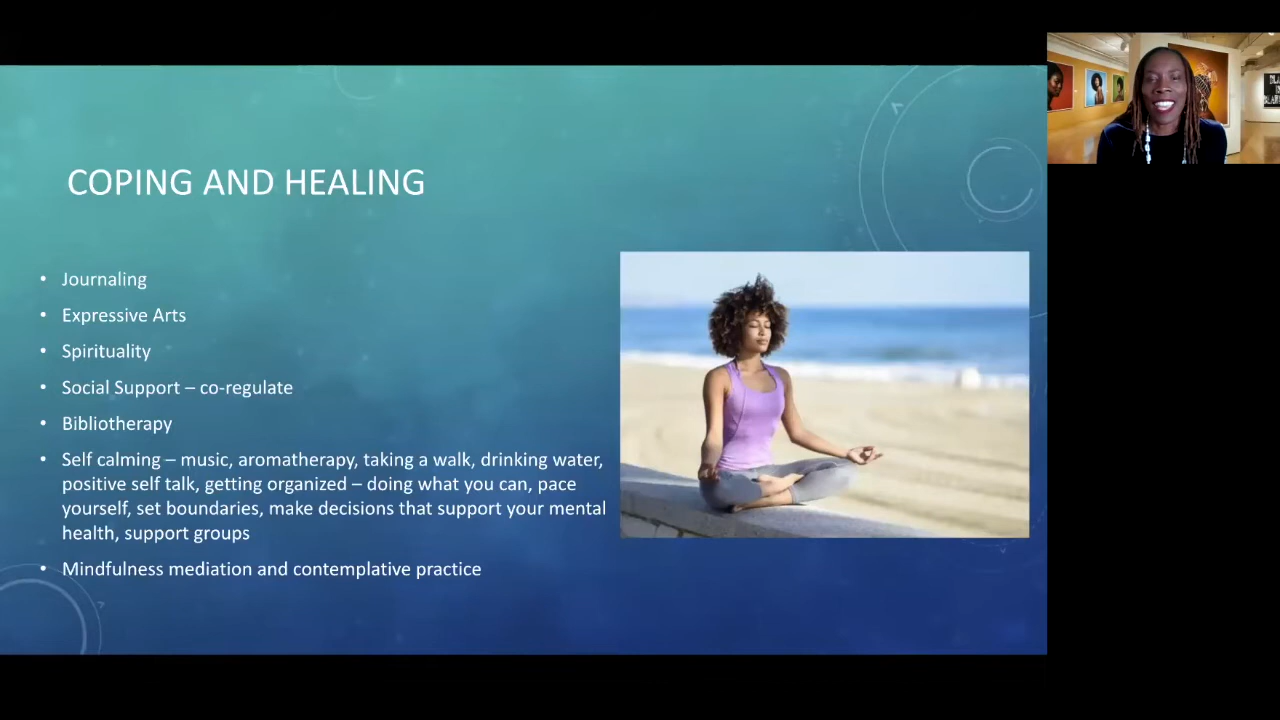 COPING AND HEALING
• Journaling
• Expressive Arts
• Spirituality
• Social Support – co-regulate
• Bibliotherapy
• Self calming – music, aromatherapy, taking a walk, drinking water,
positive self talk, getting organized – doing what you can, pace
yourself, set boundaries, make decisions that support your mental
health, support groups
• Mindfulness mediation and contemplative practice